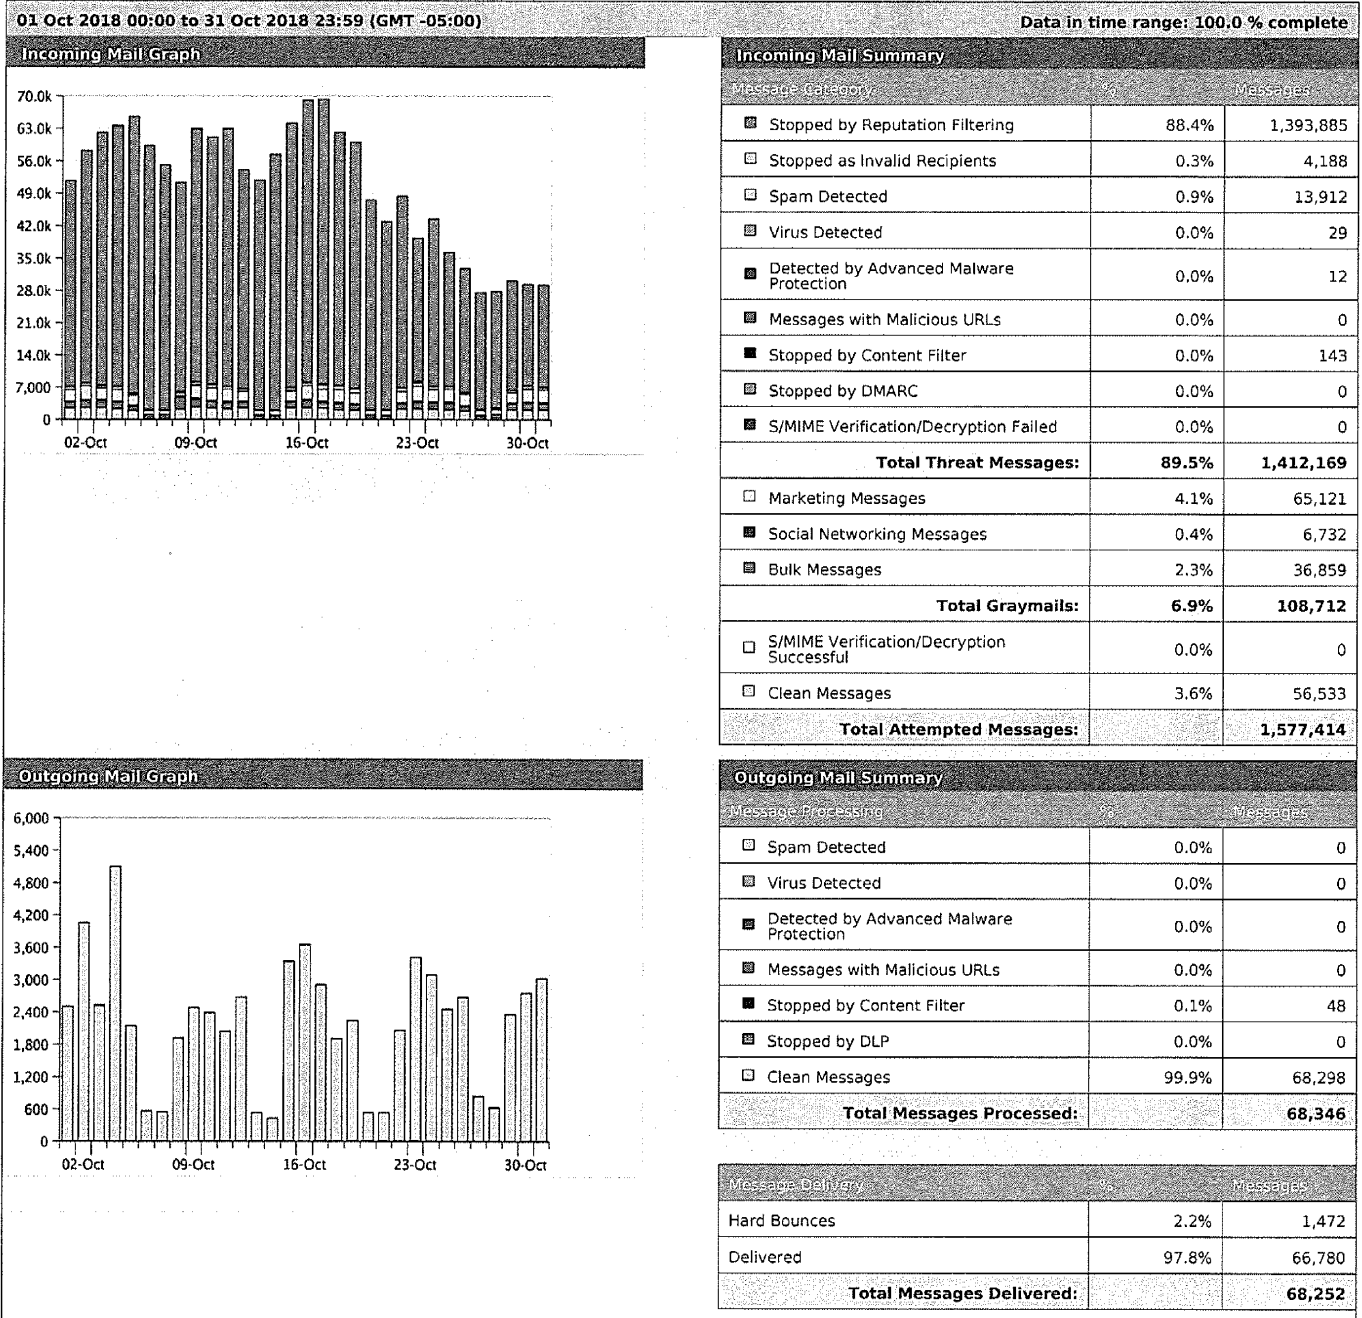 01 Oct 2018 00:00 to 31 Oct 2018 23:59 (GMT -05:00) Data in time range: 100.0 % complete
Incoming Mail Graph
70.0k
63.0k
56.0k
49.0k
42.0k
35.0k
28.0k
21.0k
14.0k
7,000
0
02-Oct 09-Oct 16-Oct 23-Oct 30-Oct
Incoming Mail Summary
Message Category % Messages
Stopped by Reputation Filtering 88.4% 1,393,885
Stopped as Invalid Recipients 0.3% 4,188
Spam Detected 0.9% 13,912
Virus Detected 0.0% 29
Detected by Advanced Malware
Protection 0.0% 12
Messages with Malicious URLs 0.0% 0
Stopped by Content Filter 0.0% 143
Stopped by DMARC 0.0% 0
S/MIME Verification/Decryption Failed 0.0% 0
Total Threat Messages: 89.5% 1,412,169
Marketing Messages 4.1% 65,121
Social Networking Messages 0.4% 6,732
Bulk Messages 2.3% 36,859
Total Graymails: 6.9% 108,712
S/MIME Verification/Decryption
Successful 0.0% 0
Clean Messages 3.6% 56,533
Total Attempted Messages: 1,577,414
Outgoing Mail Graph
6,000
5,400
4,800
4,200
3,600
3,000
2,400
1,800
1,200
600
0
02-Oct 09-Oct 16-Oct 23-Oct 30-Oct
Outgoing Mail Summary
Message Processing % Messages
Spam Detected 0.0% 0
Virus Detected 0.0% 0
Detected by Advanced Malware
Protection 0.0% 0
Messages with Malicious URLs 0.0% 0
Stopped by Content Filter 0.1% 48
Stopped by DLP 0.0% 0
Clean Messages 99.9% 68,298
Total Messages Processed: 68,346
Message Delivery % Messages
Hard Bounces 2.2% 1,472
Delivered 97.8% 66,780
Total Messages Delivered: 68,252